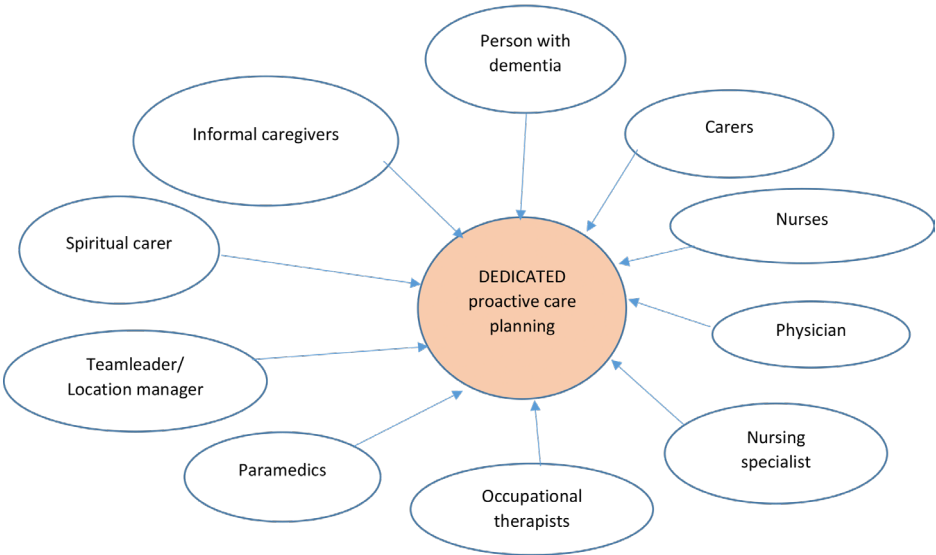 Person with
dementia
Informal caregivers
Carers
Spiritual carer
Nurses
DEDICATED
proactive care
planning
Physician
Teamleader/
Location manager
Nursing
specialist
Paramedics
Occupational
therapists